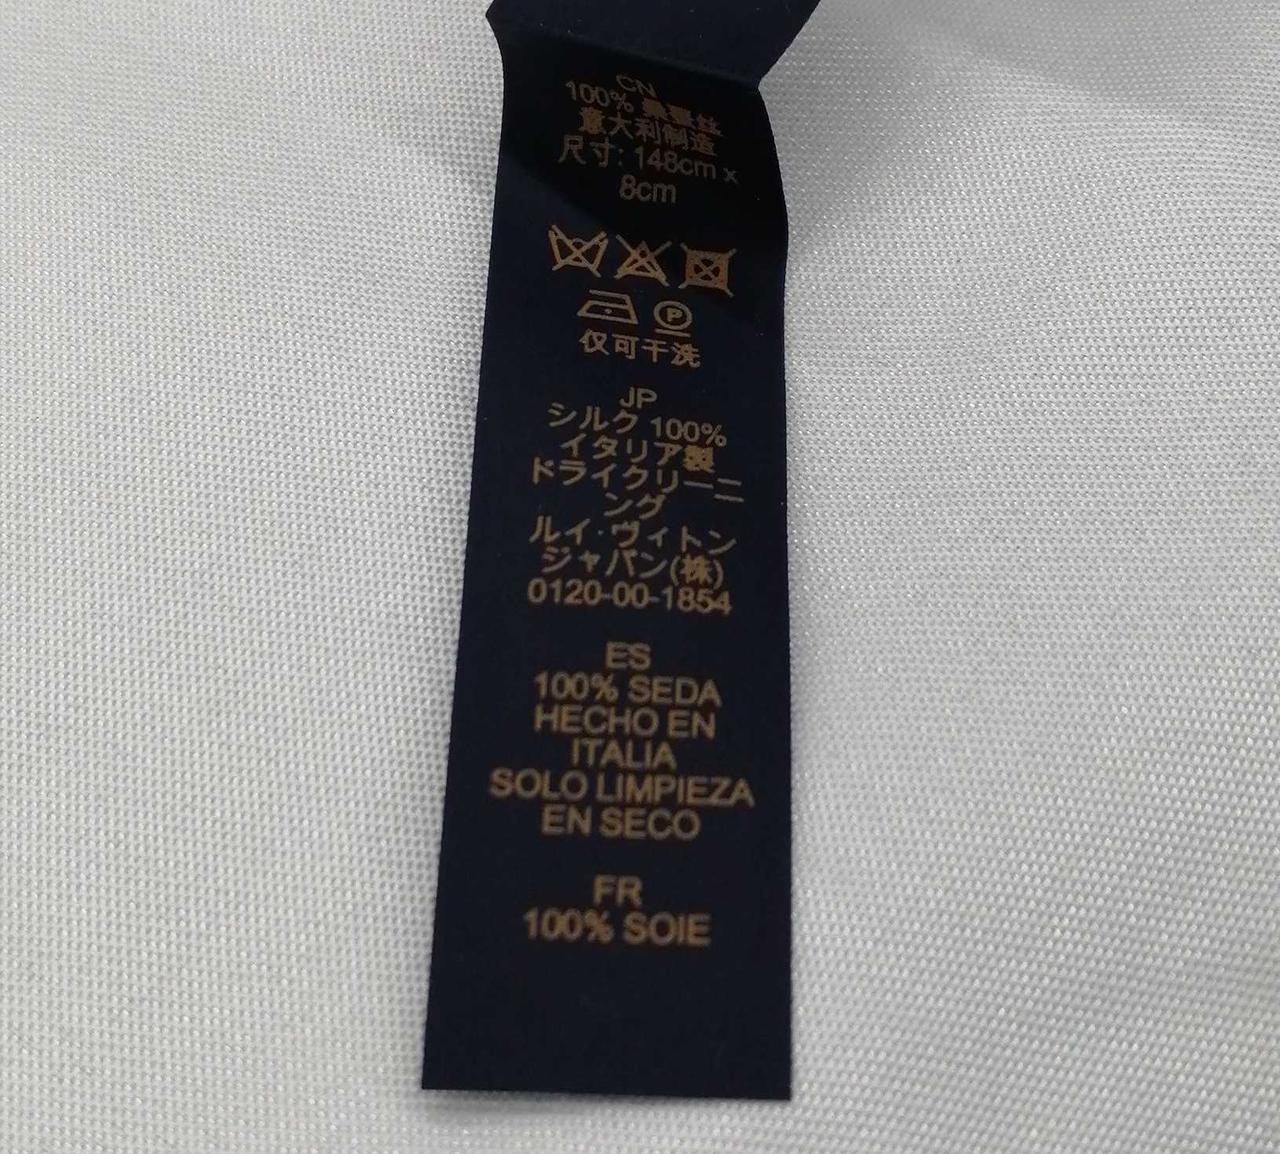 CN
100% 桑蚕丝
意大利制造
尺寸: 148cm x
8cm
P
仅可干洗
JP
シルク 100%
イタリア製
ドライクリーニ
ング
ルイ・ヴィトン
ジャパン(株)
0120-00-1854
ES
100% SEDA
HECHO EN
ITALIA
SOLO LIMPIEZA
EN SECO
FR
100% SOIE